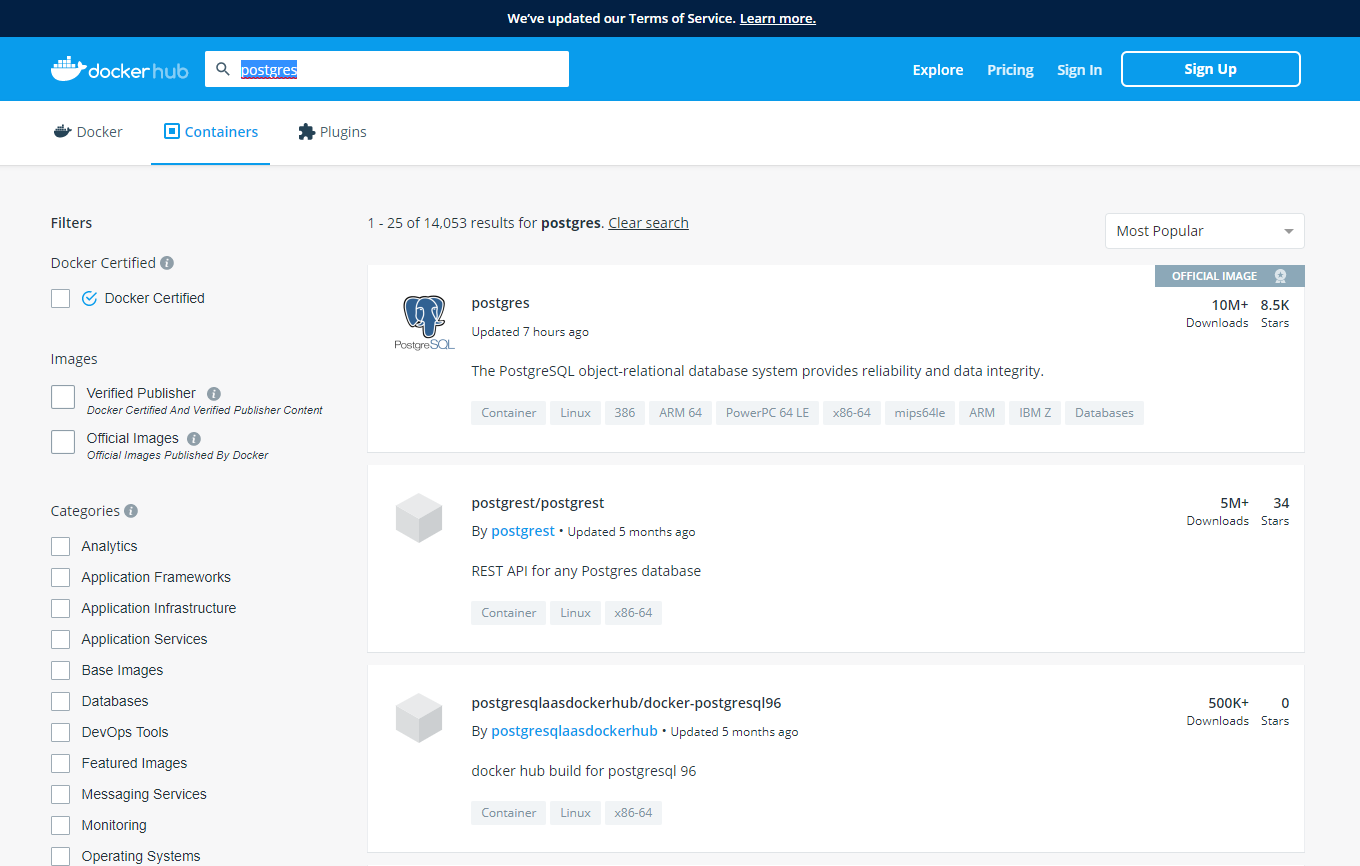 We've updated our Terms of Service. Learn more.
docker hub
postgres
Explore
Pricing
Sign In
Sign Up
Docker
Containers
Plugins
Filters
Docker Certified i
Docker Certified
Images
Verified Publisher i
Docker Certified And Verified Publisher Content
Official Images i
Official Images Published By Docker
Categories i
Analytics
Application Frameworks
Application Infrastructure
Application Services
Base Images
Databases
DevOps Tools
Featured Images
Messaging Services
Monitoring
Operating Systems
1 - 25 of 14,053 results for postgres. Clear search
Most Popular
OFFICIAL IMAGE
PostgreSQL
postgres
Updated 7 hours ago
10M+ 8.5K
Downloads Stars
The PostgreSQL object-relational database system provides reliability and data integrity.
Container Linux 386 ARM 64 PowerPC 64 LE x86-64 mips64le ARM IBM Z Databases
postgrest/postgrest
By postgrest • Updated 5 months ago
5M+ 34
Downloads Stars
REST API for any Postgres database
Container Linux x86-64
postgresqlaasdockerhub/docker-postgresql96
By postgresqlaasdockerhub • Updated 5 months ago
500K+ 0
Downloads Stars
docker hub build for postgresql 96
Container Linux x86-64